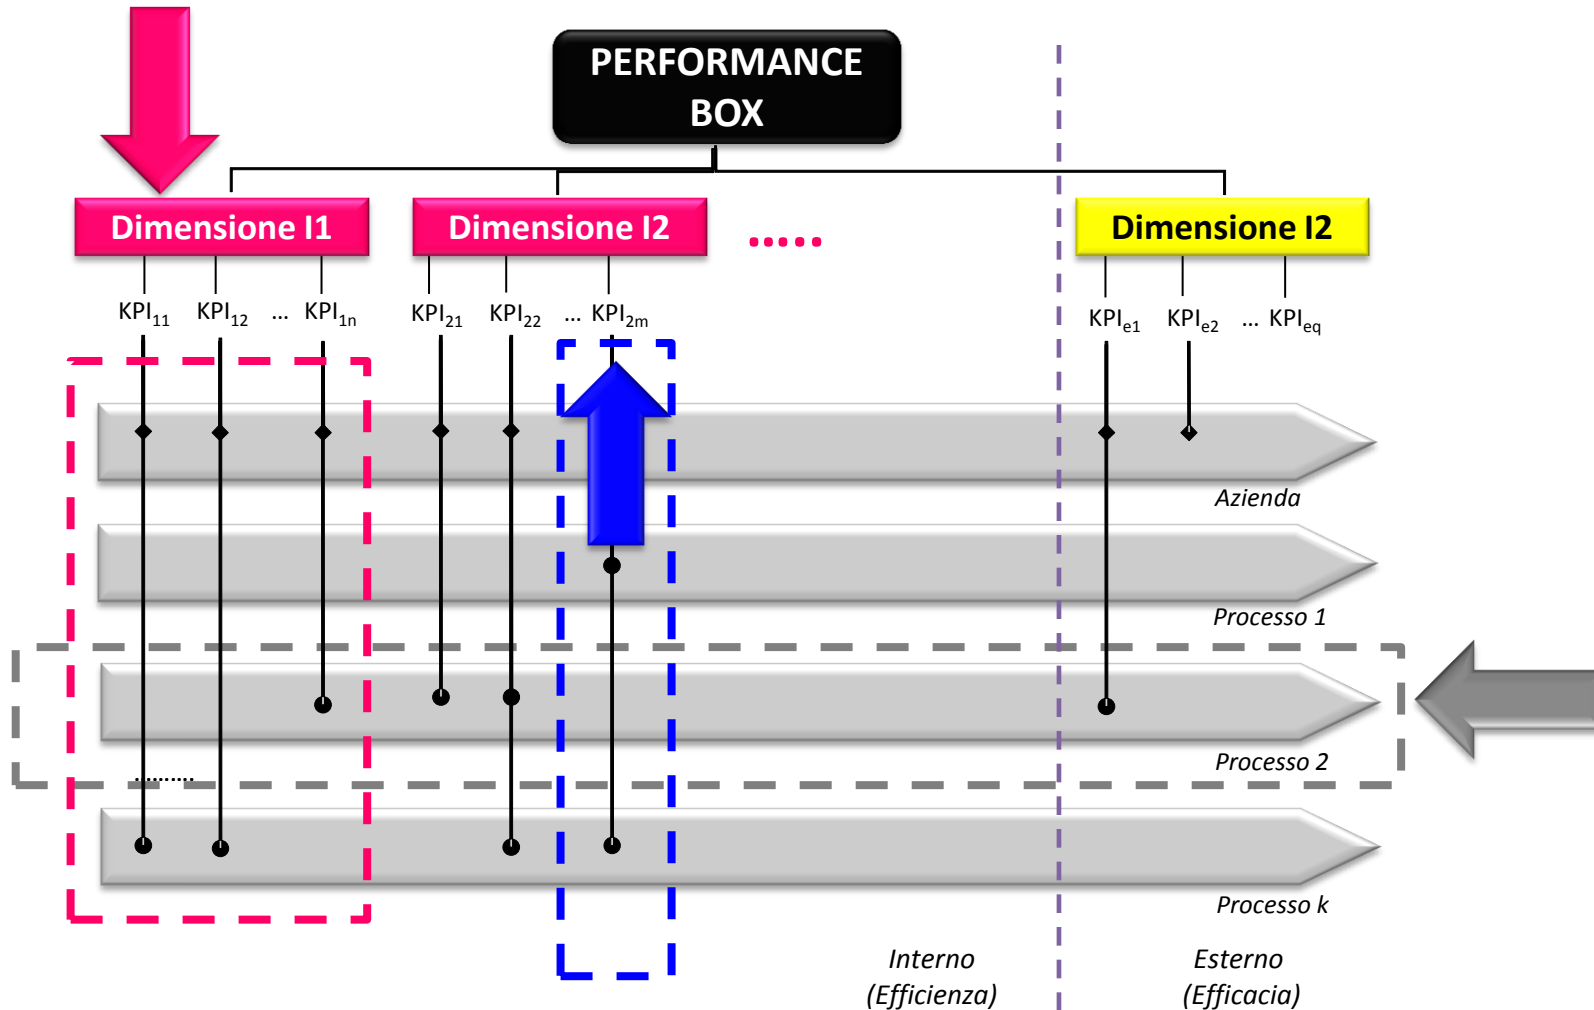 PERFORMANCE
BOX
Dimensione I1
Dimensione I2
.....
Dimensione I2
KPI11 KPI12 ... KPI1n
KPI21 KPI22 ... KPI2m
KPIe1 KPIe2 ... KPIeq
Azienda
Processo 1
Processo 2
..........
Processo k
Interno
(Efficienza)
Esterno
(Efficacia)